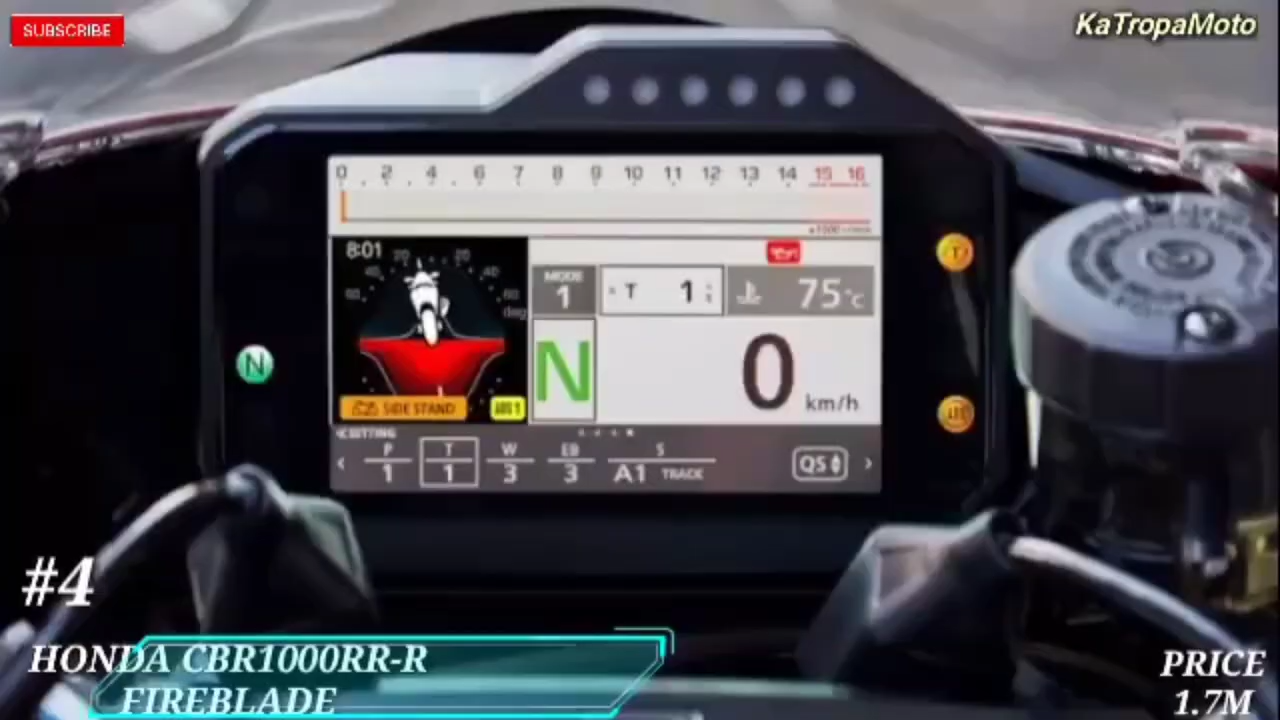 SUBSCRIBE
KaTropaMoto
0 2 4 6 7 8 9 10 11 12 13 14 15 16
8:01
MODE
1
T 1
75°C
N
N
0 km/h
SIDE STAND
ABS 1
P T W EB S
1 1 3 3 A1 TRACK
QS
#4
HONDA CBR1000RR-R
FIREBLADE
PRICE
1.7M